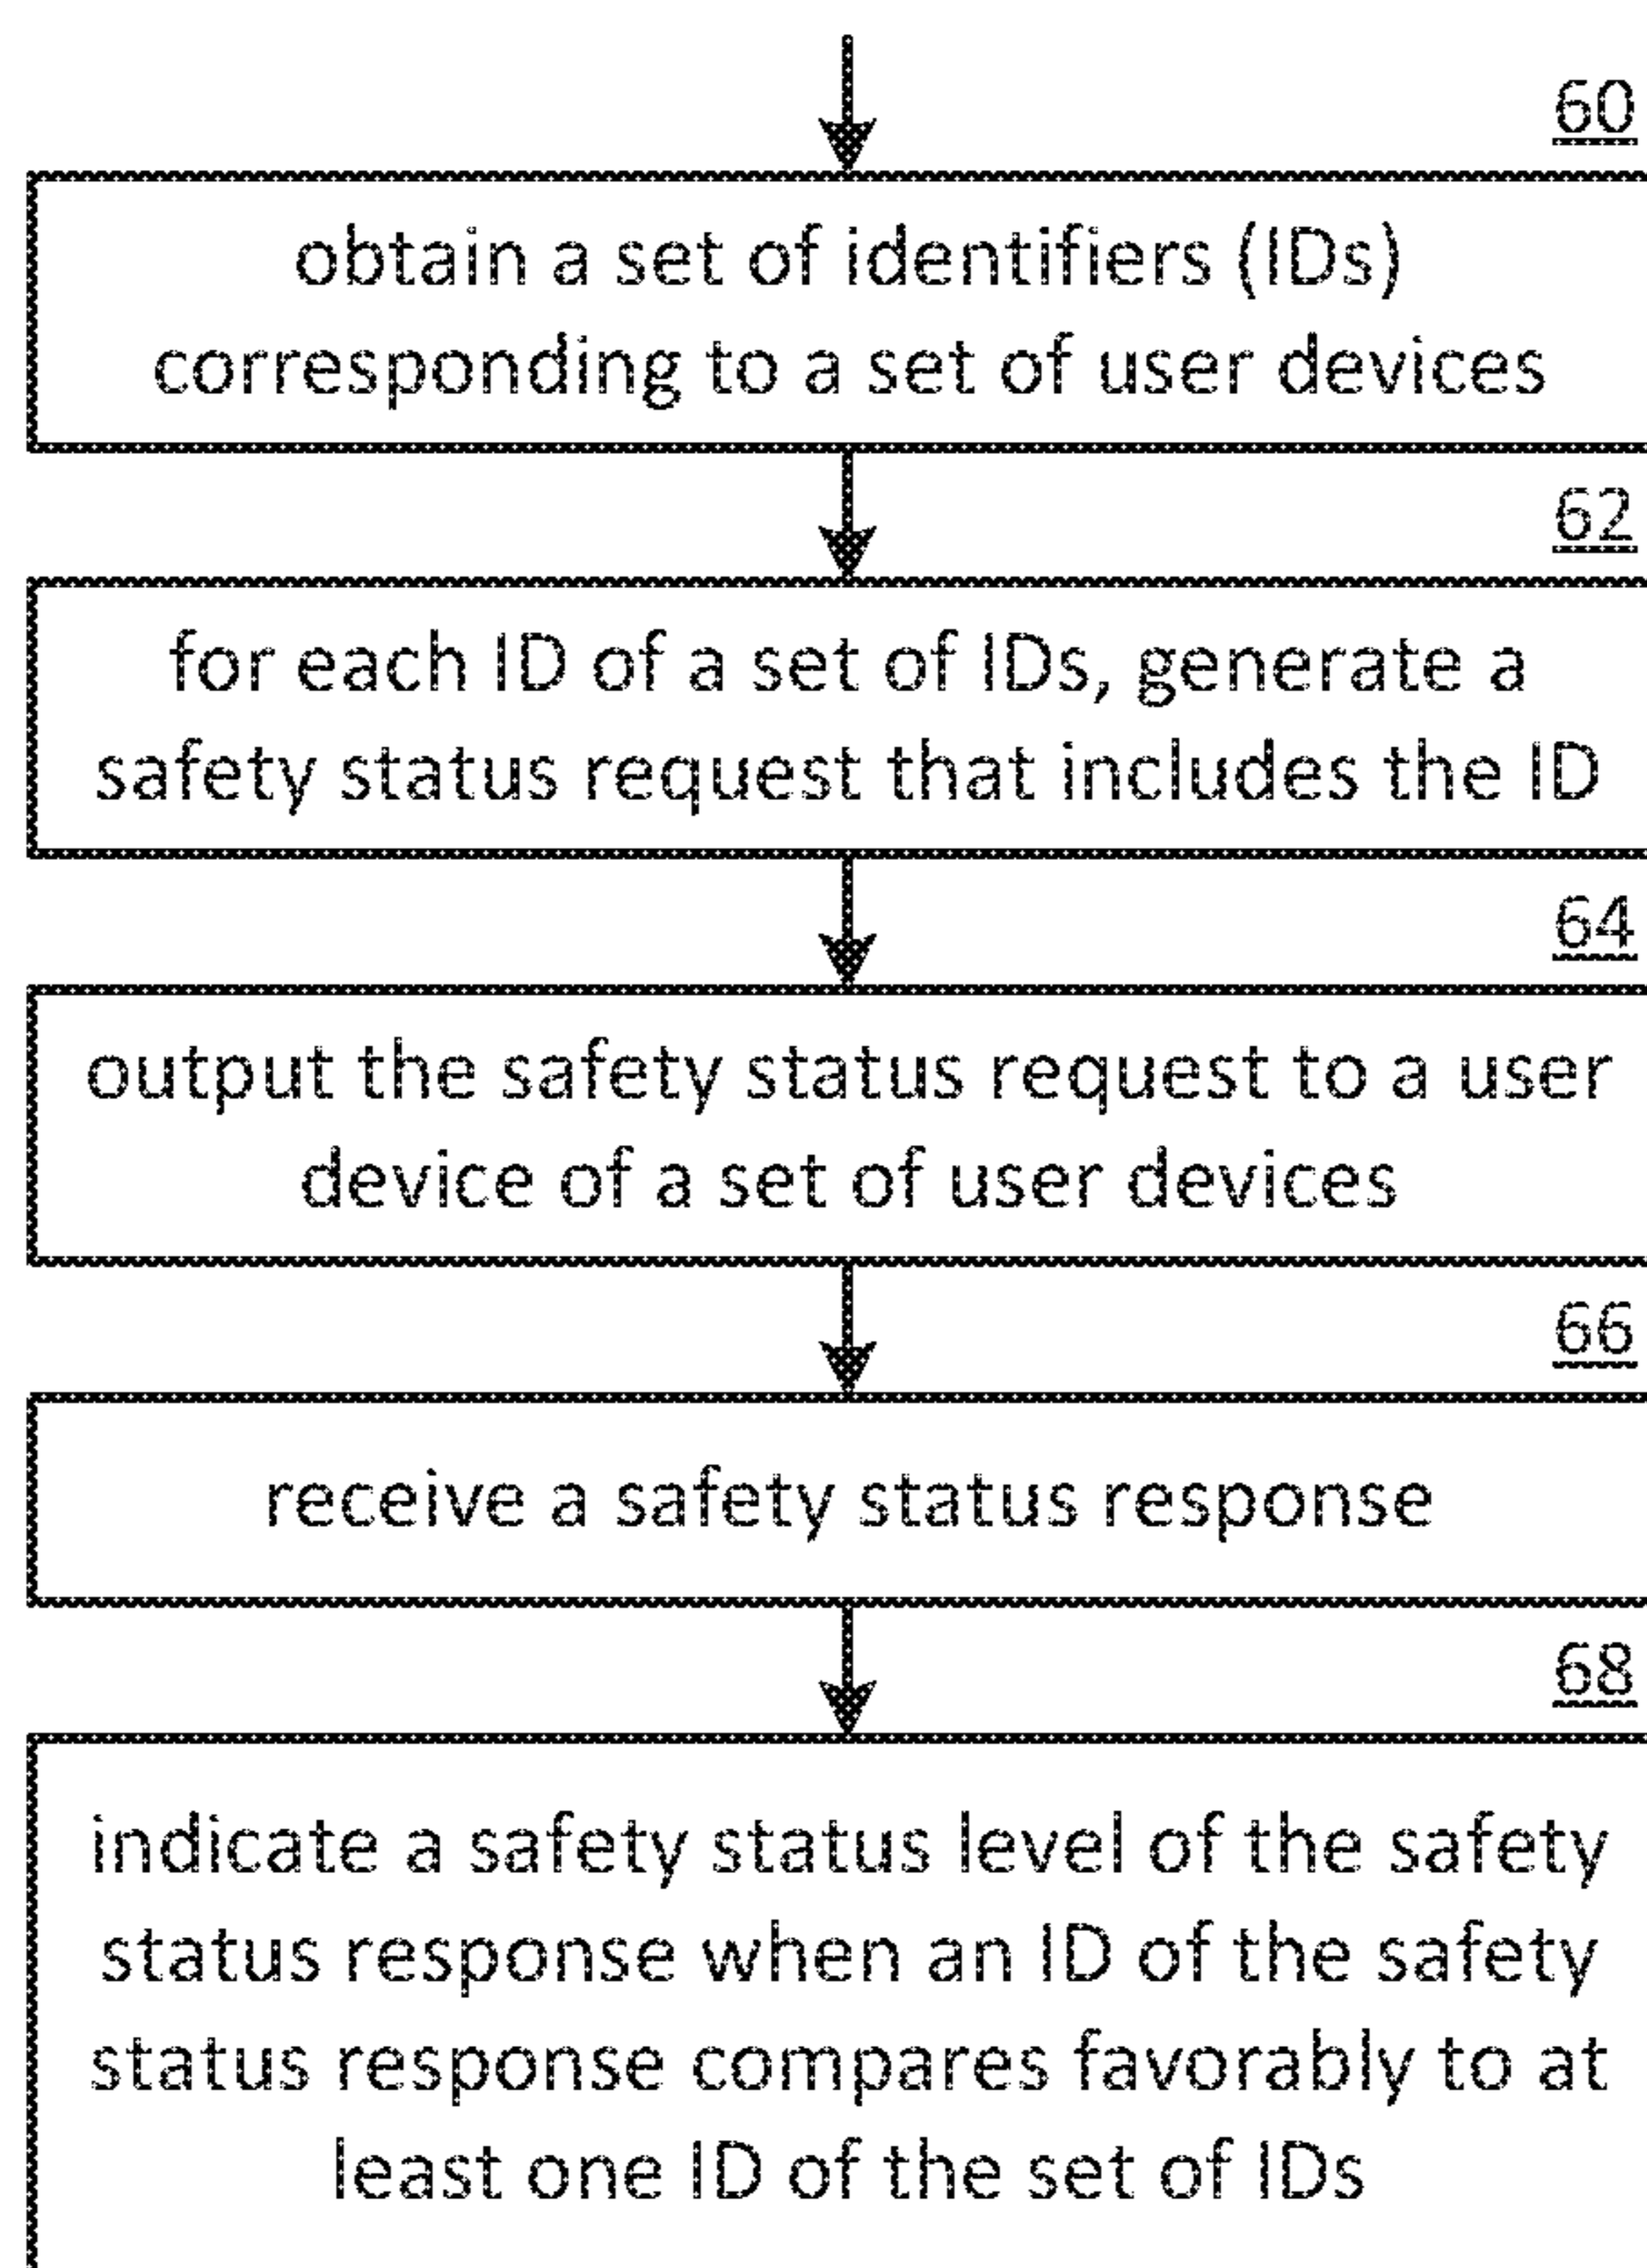 60
obtain a set of identifiers (IDs)
corresponding to a set of user devices
62
for each ID of a set of IDs, generate a
safety status request that includes the ID
64
output the safety status request to a user
device of a set of user devices
66
receive a safety status response
68
indicate a safety status level of the safety
status response when an ID of the safety
status response compares favorably to at
least one ID of the set of IDs